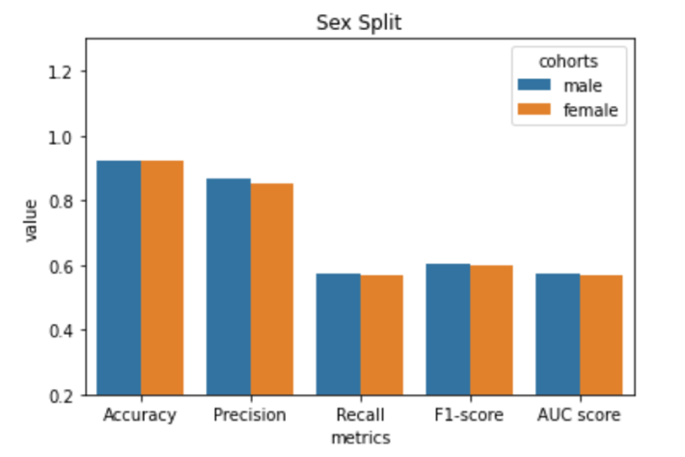 Sex Split
cohorts
male
female
value
1.2
1.0
0.8
0.6
0.4
0.2
Accuracy Precision Recall F1-score AUC score
metrics